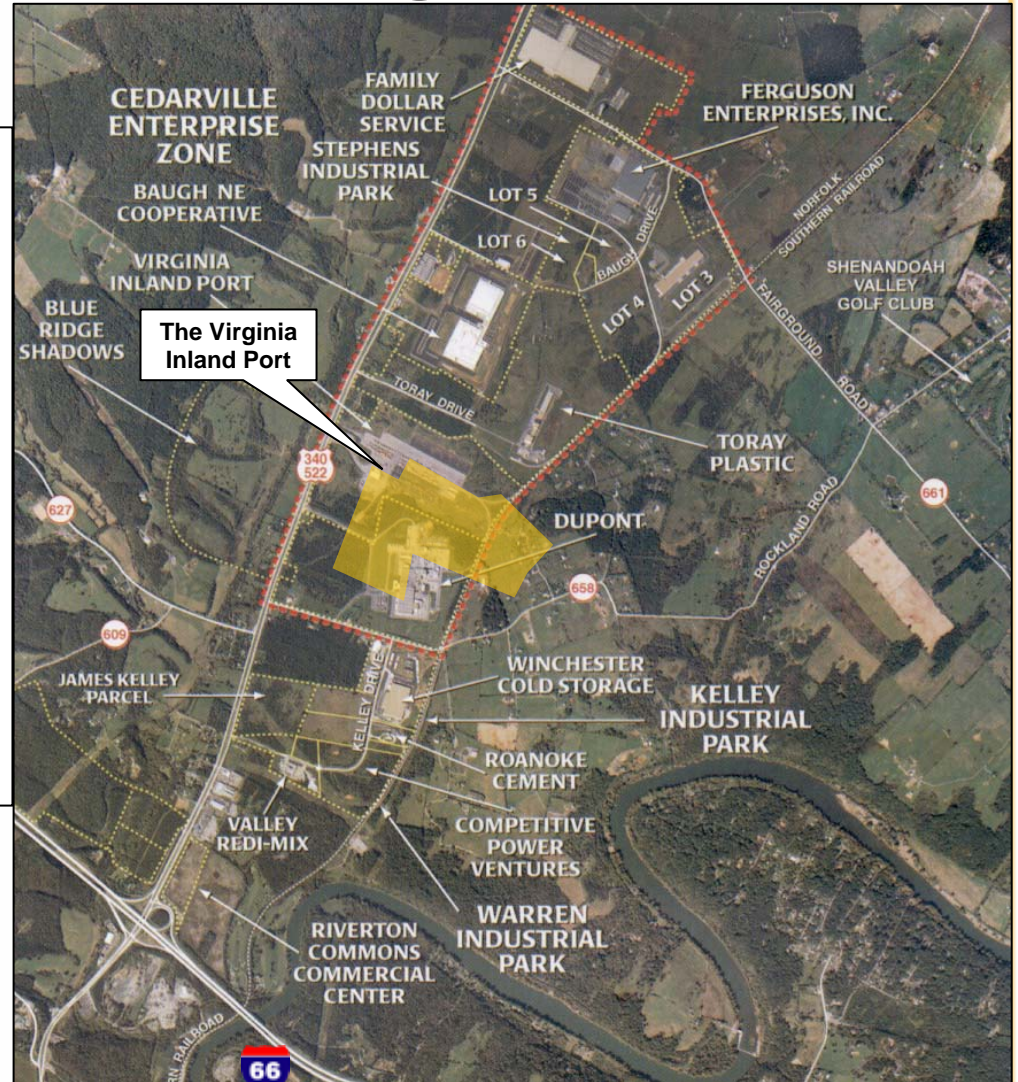 FAMILY
DOLLAR
SERVICE
CEDARVILLE
ENTERPRISE
ZONE
FERGUSON
ENTERPRISES, INC.
STEPHENS
INDUSTRIAL
PARK
BAUGH NE
COOPERATIVE
LOT 5
LOT 6
BAUGH DRIVE
NORFOLK
SOUTHERN RAILROAD
VIRGINIA
INLAND PORT
LOT 4
LOT 3
SHENANDOAH
VALLEY
GOLF CLUB
BLUE
RIDGE
SHADOWS
The Virginia
Inland Port
FAIRGROUND ROAD
TORAY DRIVE
TORAY
PLASTIC
340
522
627
661
DUPONT
ROCKLAND ROAD
658
609
JAMES KELLEY
PARCEL
KELLEY DRIVE
WINCHESTER
COLD STORAGE
KELLEY
INDUSTRIAL
PARK
ROANOKE
CEMENT
VALLEY
REDI-MIX
COMPETITIVE
POWER
VENTURES
WARREN
INDUSTRIAL
PARK
RIVERTON
COMMONS
COMMERCIAL
CENTER
RN RAILROAD
66